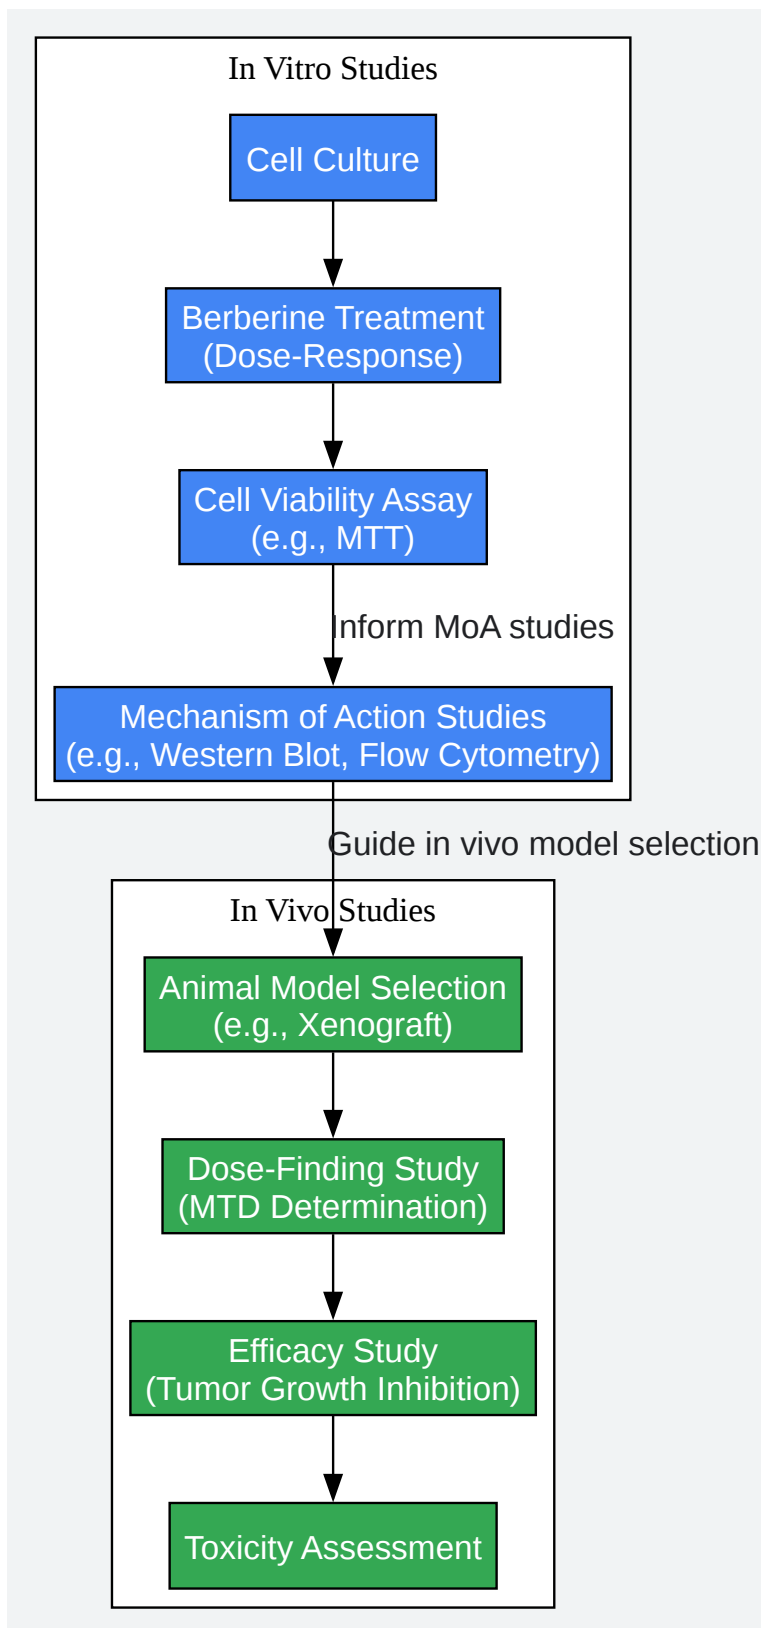 In Vitro Studies
Cell Culture
Berberine Treatment
(Dose-Response)
Cell Viability Assay
(e.g., MTT)
Inform MoA studies
Mechanism of Action Studies
(e.g., Western Blot, Flow Cytometry)
Guide in vivo model selection
In Vivo Studies
Animal Model Selection
(e.g., Xenograft)
Dose-Finding Study
(MTD Determination)
Efficacy Study
(Tumor Growth Inhibition)
Toxicity Assessment